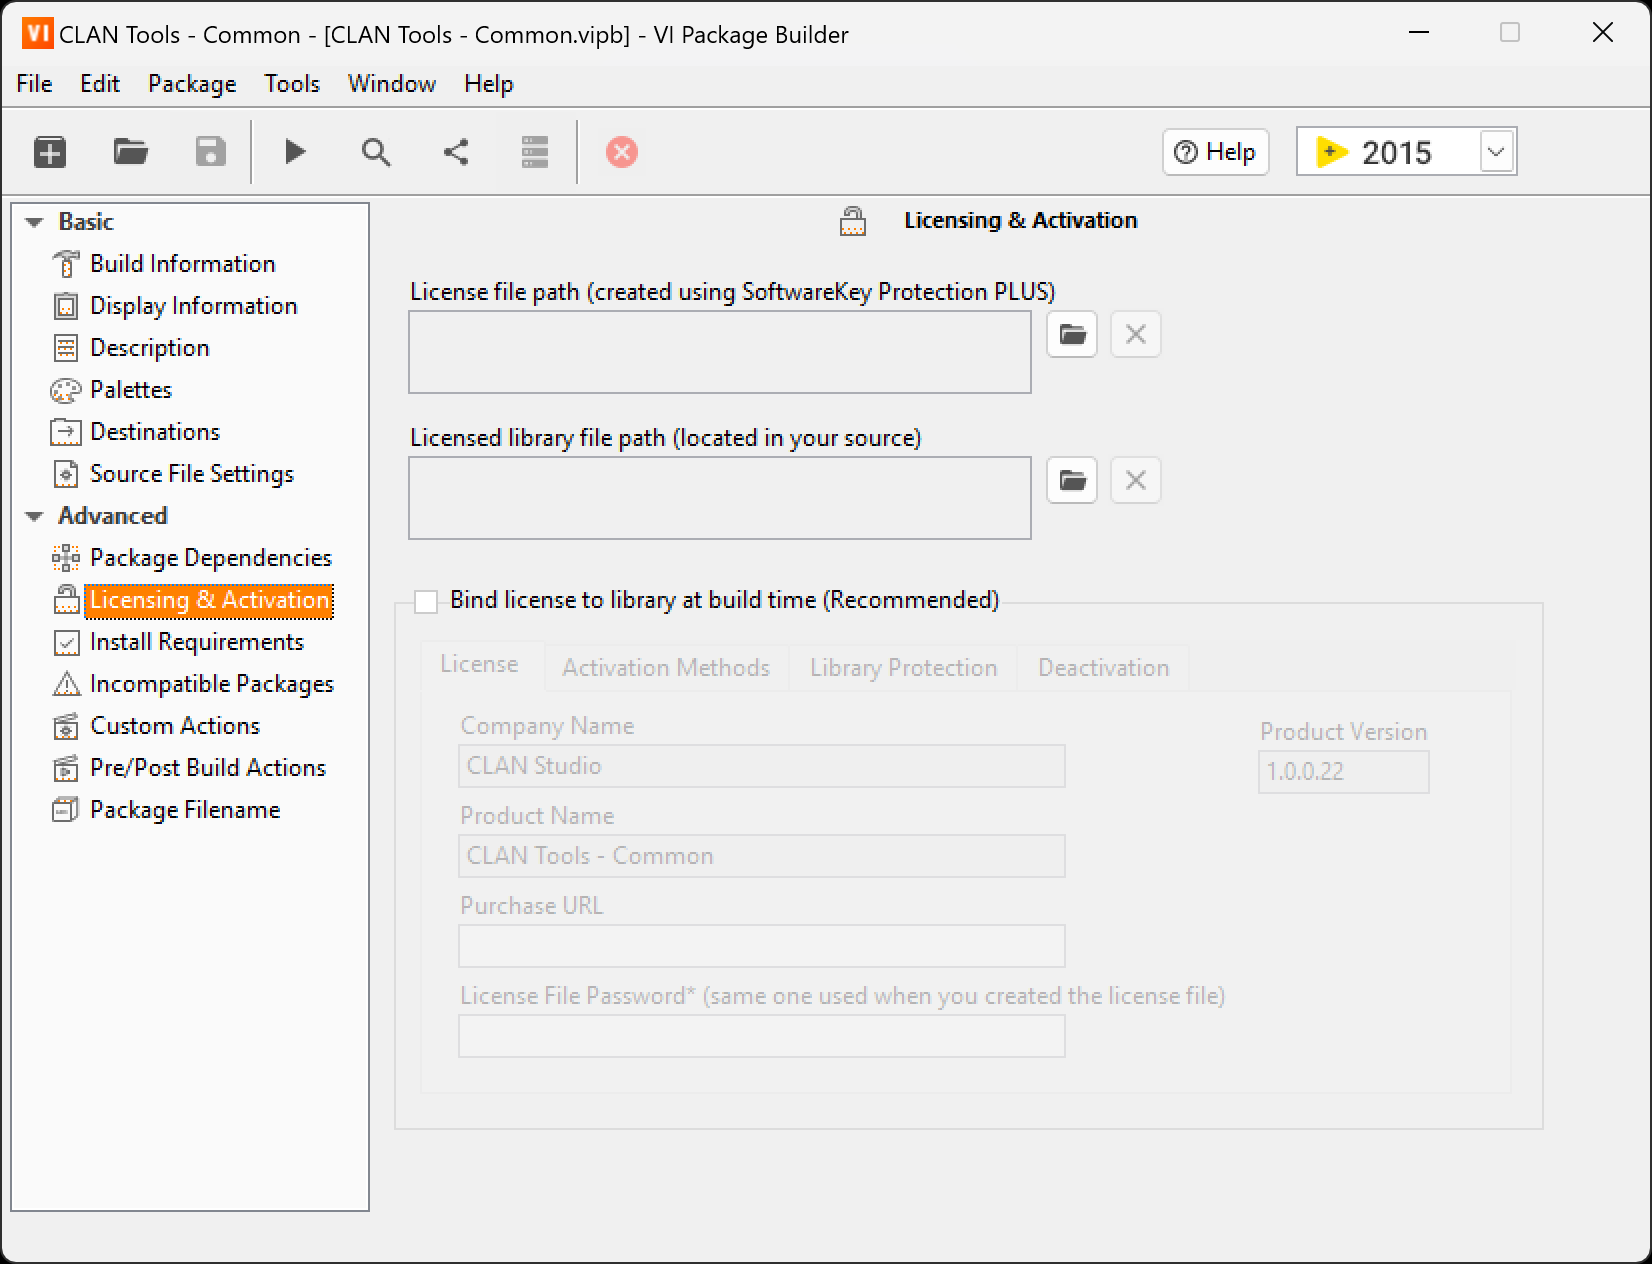 VI CLAN Tools - Common - [CLAN Tools - Common.vipb] - VI Package Builder
File Edit Package Tools Window Help
Help 2015
Basic
Build Information
Display Information
Description
Palettes
Destinations
Source File Settings
Advanced
Package Dependencies
Licensing & Activation
Install Requirements
Incompatible Packages
Custom Actions
Pre/Post Build Actions
Package Filename
Licensing & Activation
License file path (created using SoftwareKey Protection PLUS)
Licensed library file path (located in your source)
Bind license to library at build time (Recommended)
License Activation Methods Library Protection Deactivation
Company Name
CLAN Studio
Product Version
1.0.0.22
Product Name
CLAN Tools - Common
Purchase URL
License File Password* (same one used when you created the license file)